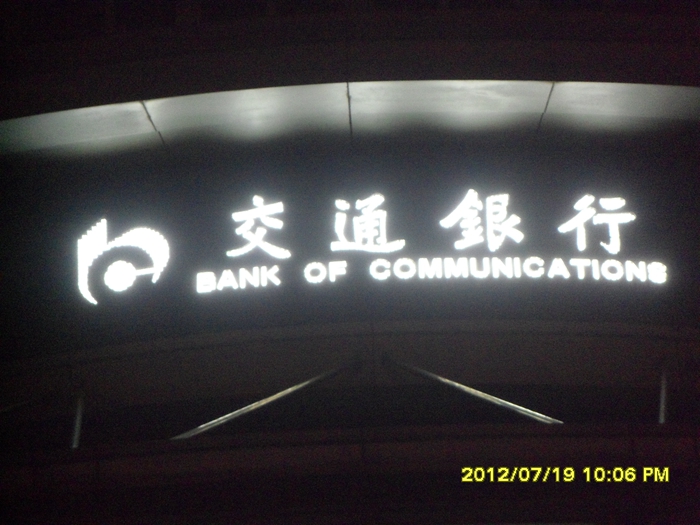 交通銀行
BANK OF COMMUNICATIONS
2012/07/19 10:06 PM